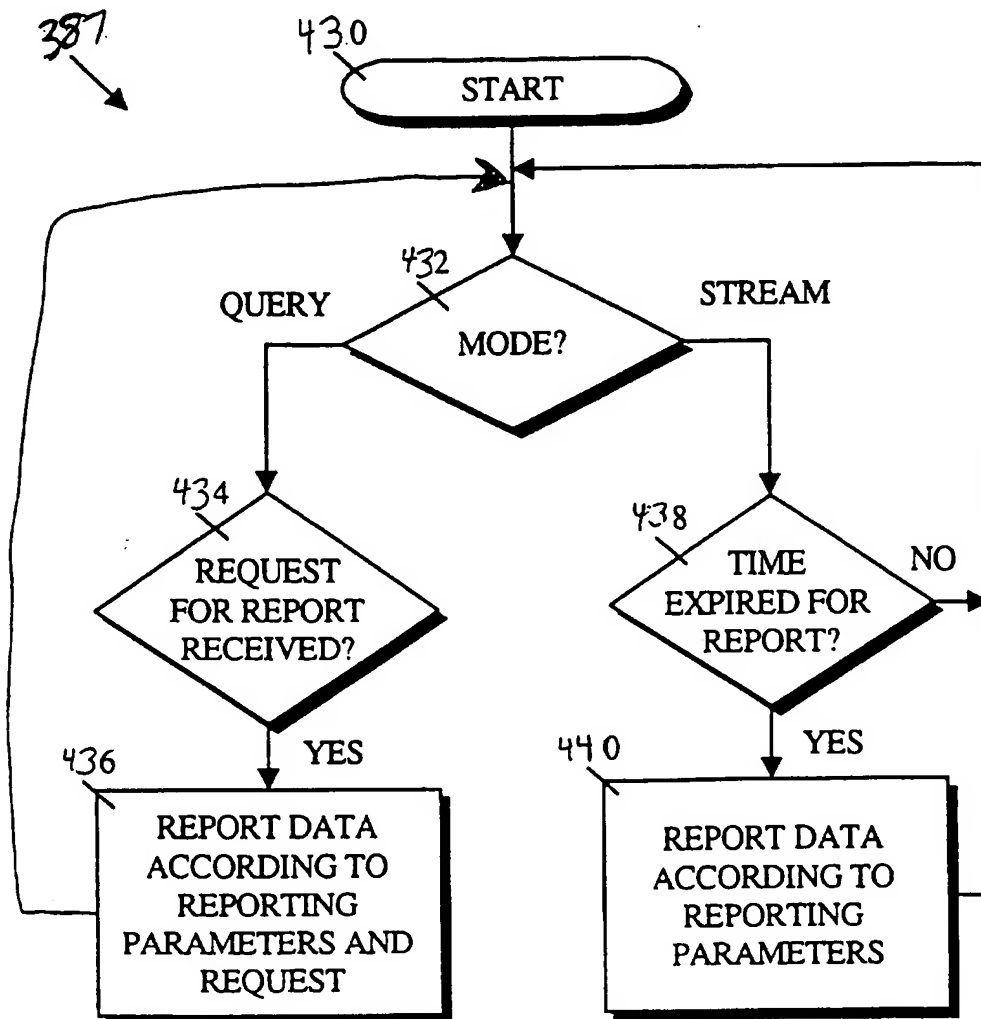 387
430
START
432
QUERY
STREAM
MODE?
434
REQUEST
FOR REPORT
RECEIVED?
438
TIME
EXPIRED FOR
REPORT?
NO
YES
YES
436
REPORT DATA
ACCORDING TO
REPORTING
PARAMETERS AND
REQUEST
440
REPORT DATA
ACCORDING TO
REPORTING
PARAMETERS